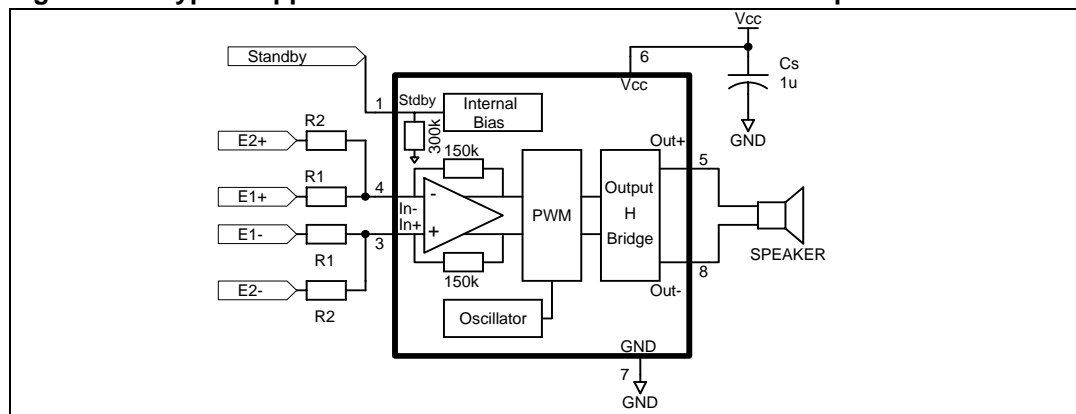 Vcc
6
Cs
1u
GND
Standby
Vcc
1
Stdby
Internal
Bias
300k
R2
E2+
150k
Out+
5
R1
E1+
4
In-
-
PWM
Output
H
Bridge
In+
+
E1-
3
R1
SPEAKER
150k
8
E2-
R2
Out-
Oscillator
GND
7
GND